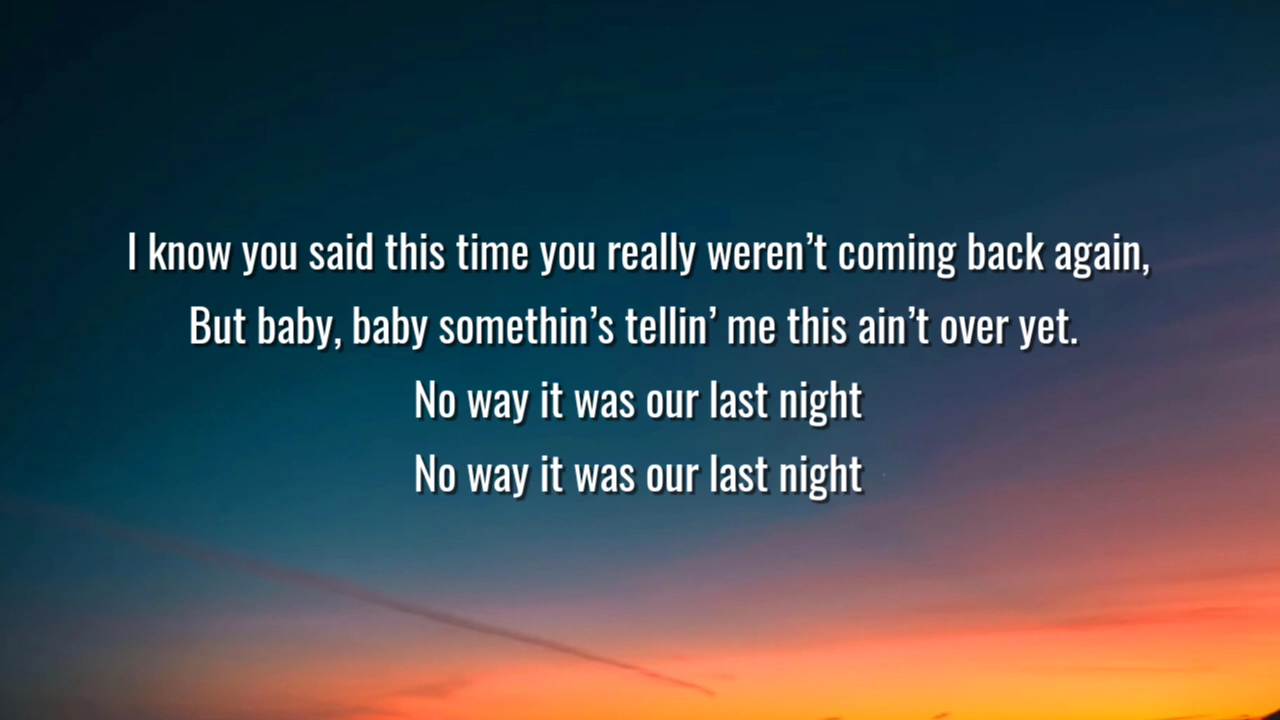 I know you said this time you really weren’t coming back again,
But baby, baby somethin’s tellin’ me this ain’t over yet.
No way it was our last night
No way it was our last night